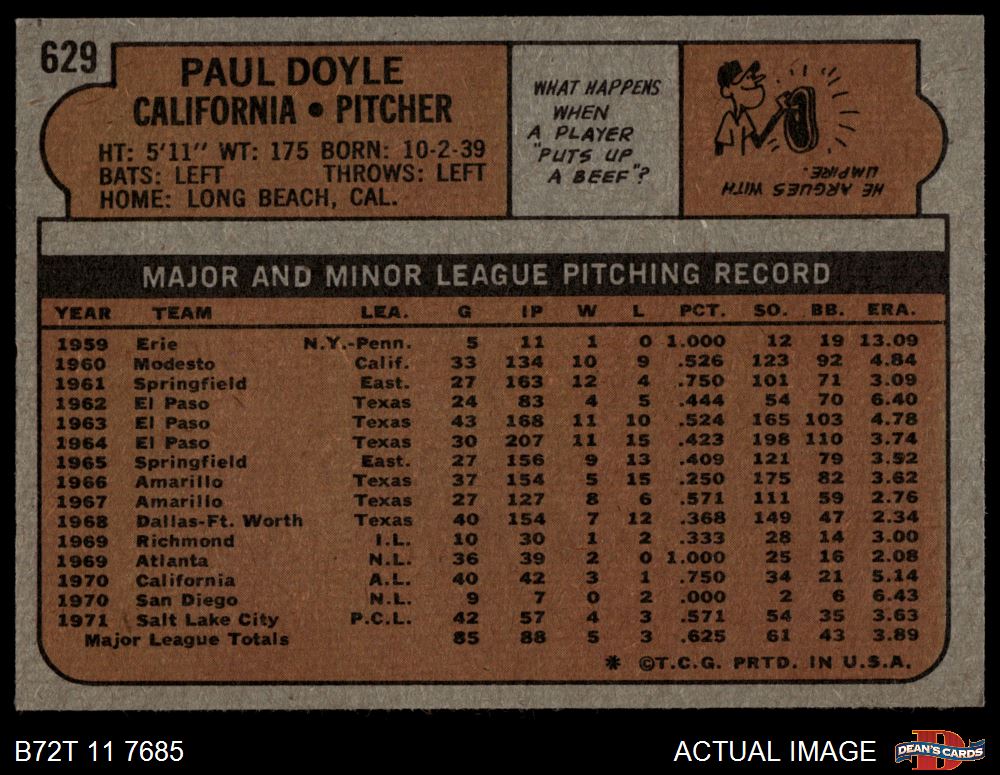 629
PAUL DOYLE
CALIFORNIA • PITCHER
HT: 5'11" WT: 175 BORN: 10-2-39
BATS: LEFT THROWS: LEFT
HOME: LONG BEACH, CAL.
WHAT HAPPENS
WHEN
A PLAYER
"PUTS UP
A BEEF"?
HE ARGUES WITH
UMPIRE.
MAJOR AND MINOR LEAGUE PITCHING RECORD
YEAR TEAM LEA. G IP W L PCT. SO. BB. ERA.
1959 Erie N.Y.-Penn. 5 11 1 0 1.000 12 19 13.09
1960 Modesto Calif. 33 134 10 9 .526 123 92 4.84
1961 Springfield East. 27 163 12 4 .750 101 71 3.09
1962 El Paso Texas 24 83 4 5 .444 54 70 6.40
1963 El Paso Texas 43 168 11 10 .524 165 103 4.78
1964 El Paso Texas 30 207 11 15 .423 198 110 3.74
1965 Springfield East. 27 156 9 13 .409 121 79 3.52
1966 Amarillo Texas 37 154 5 15 .250 175 82 3.62
1967 Amarillo Texas 27 127 8 6 .571 111 59 2.76
1968 Dallas-Ft. Worth Texas 40 154 7 12 .368 149 47 2.34
1969 Richmond I.L. 10 30 1 2 .333 28 14 3.00
1969 Atlanta N.L. 36 39 2 0 1.000 25 16 2.08
1970 California A.L. 40 42 3 1 .750 34 21 5.14
1970 San Diego N.L. 9 7 0 2 .000 2 6 6.43
1971 Salt Lake City P.C.L. 42 57 4 3 .571 54 35 3.63
Major League Totals 85 88 5 3 .625 61 43 3.89
* ©T.C.G. PRTD. IN U.S.A.
B72T 11 7685
ACTUAL IMAGE
DEAN'S CARDS